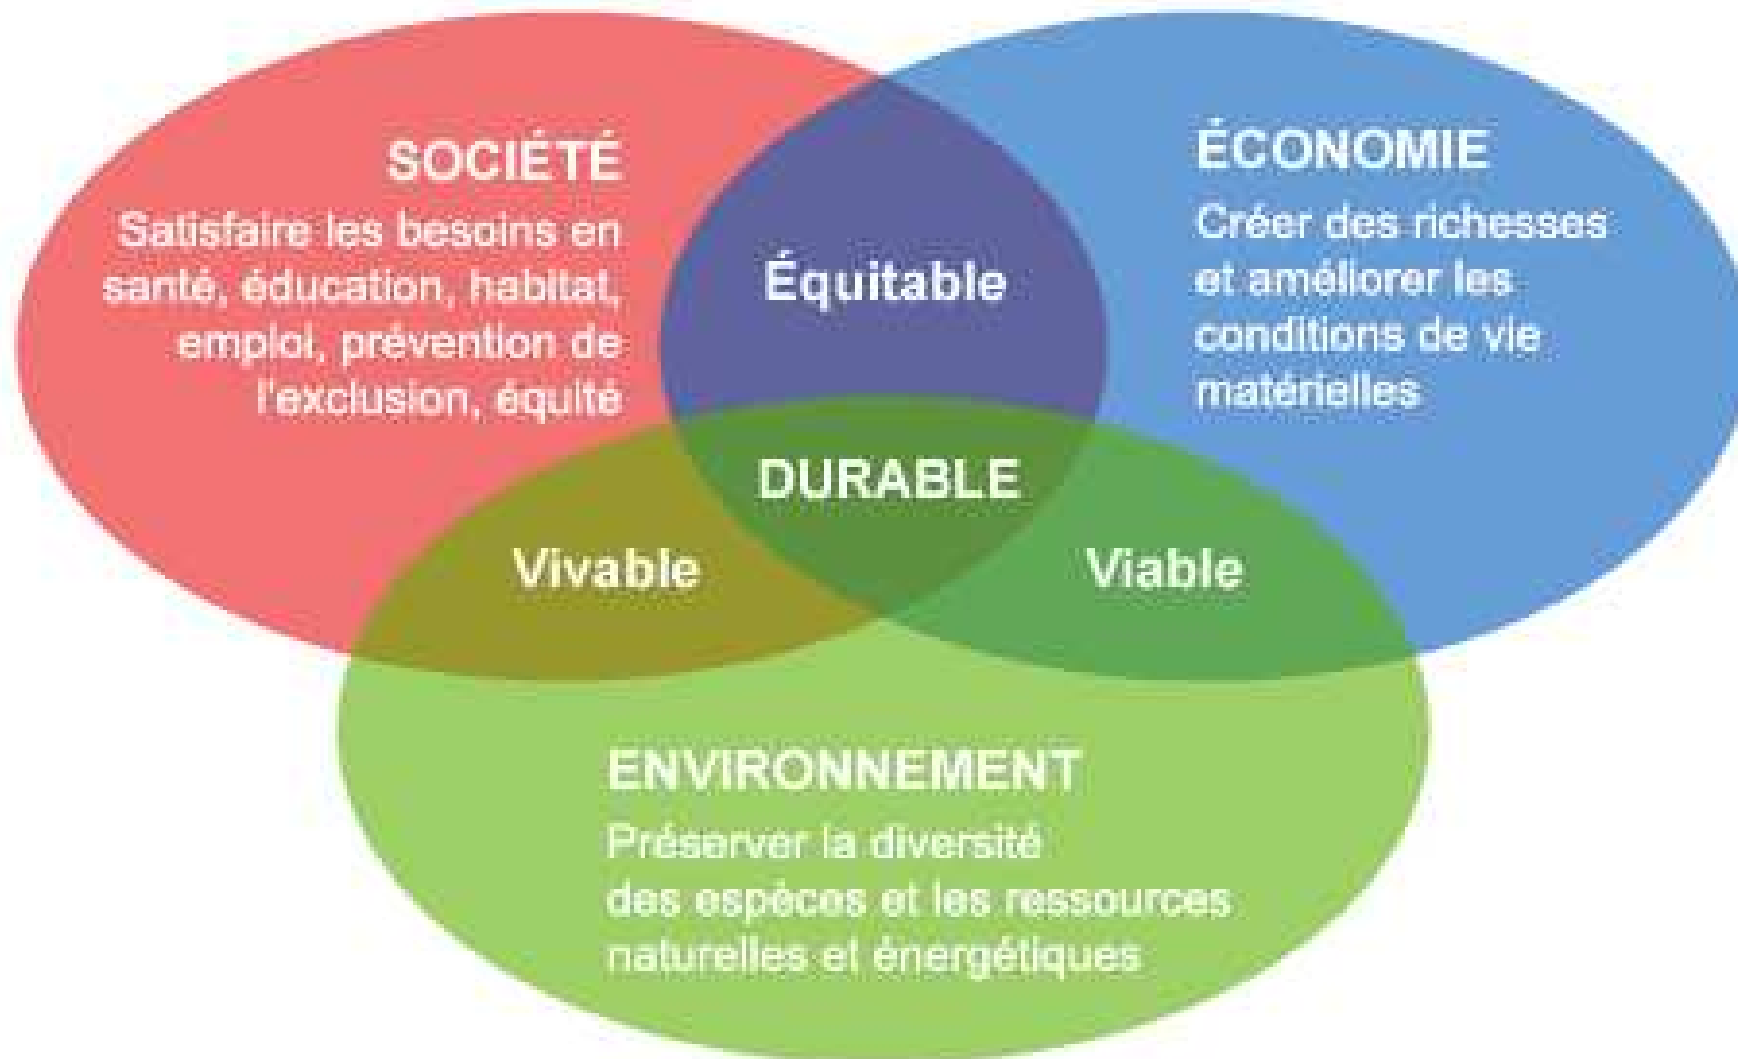 SOCIÉTÉ
Satisfaire les besoins en
santé, éducation, habitat,
emploi, prévention de
l'exclusion, équité
Équitable
ÉCONOMIE
Créer des richesses
et améliorer les
conditions de vie
matérielles
DURABLE
Vivable
Viable
ENVIRONNEMENT
Préserver la diversité
des espèces et les ressources
naturelles et énergétiques